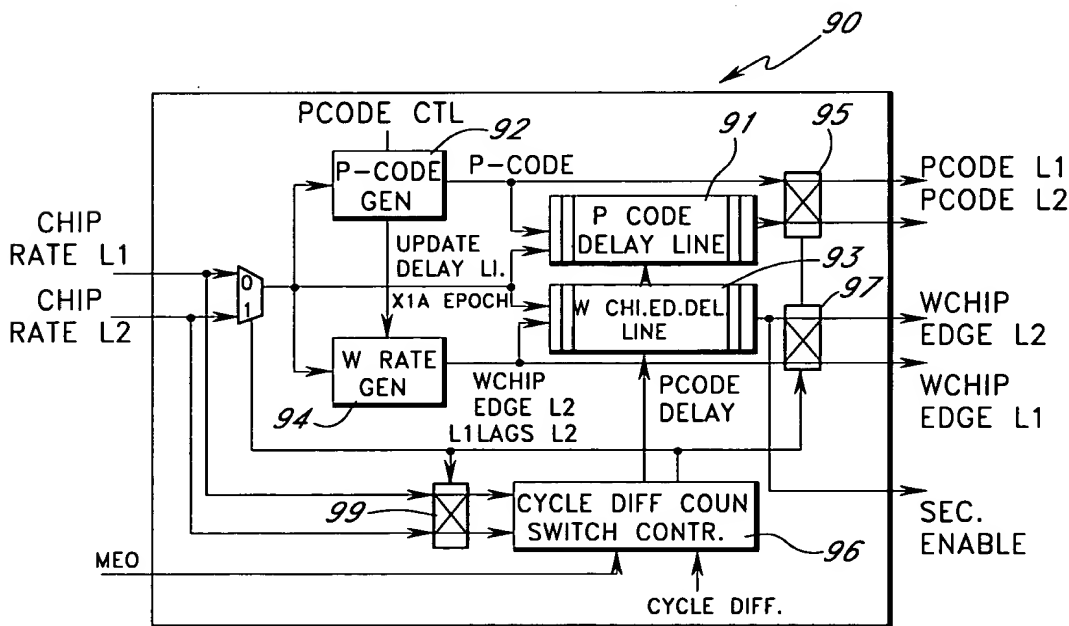 90
PCODE CTL
92
P-CODE
GEN
P-CODE
91
95
P CODE
DELAY LINE
PCODE L1
PCODE L2
CHIP
RATE L1
CHIP
RATE L2
0
1
UPDATE
DELAY LI.
X1A EPOCH
93
W CHI.ED.DEL.
LINE
97
WCHIP
EDGE L2
W RATE
GEN
94
WCHIP
EDGE L2
L1LAGS L2
PCODE
DELAY
WCHIP
EDGE L1
99
CYCLE DIFF COUN
SWITCH CONTR.
96
SEC.
ENABLE
MEO
CYCLE DIFF.